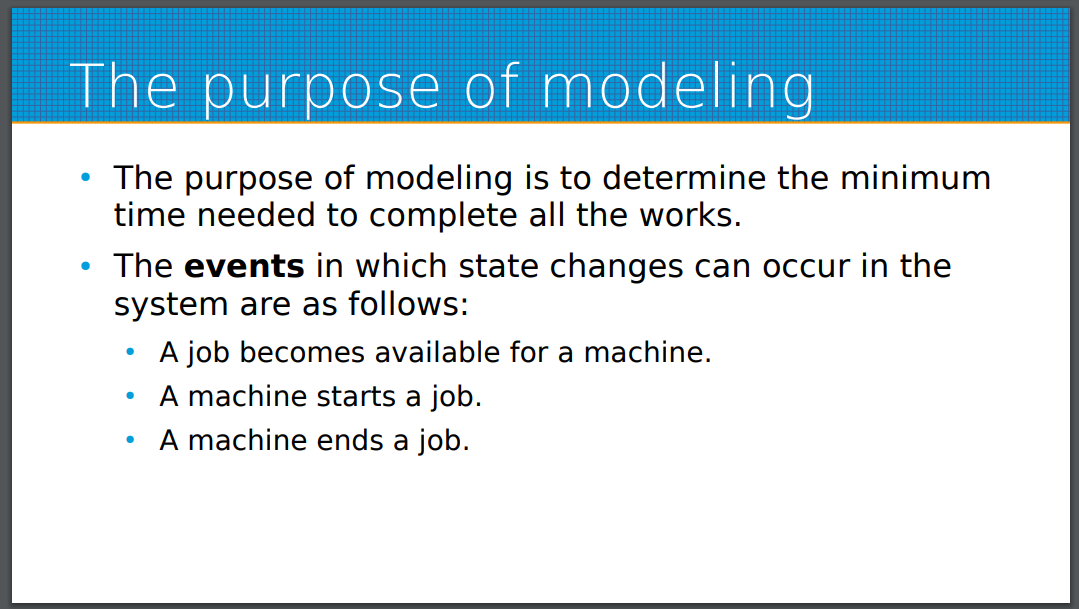 The purpose of modeling
• The purpose of modeling is to determine the minimum
time needed to complete all the works.
• The events in which state changes can occur in the
system are as follows:
• A job becomes available for a machine.
• A machine starts a job.
• A machine ends a job.